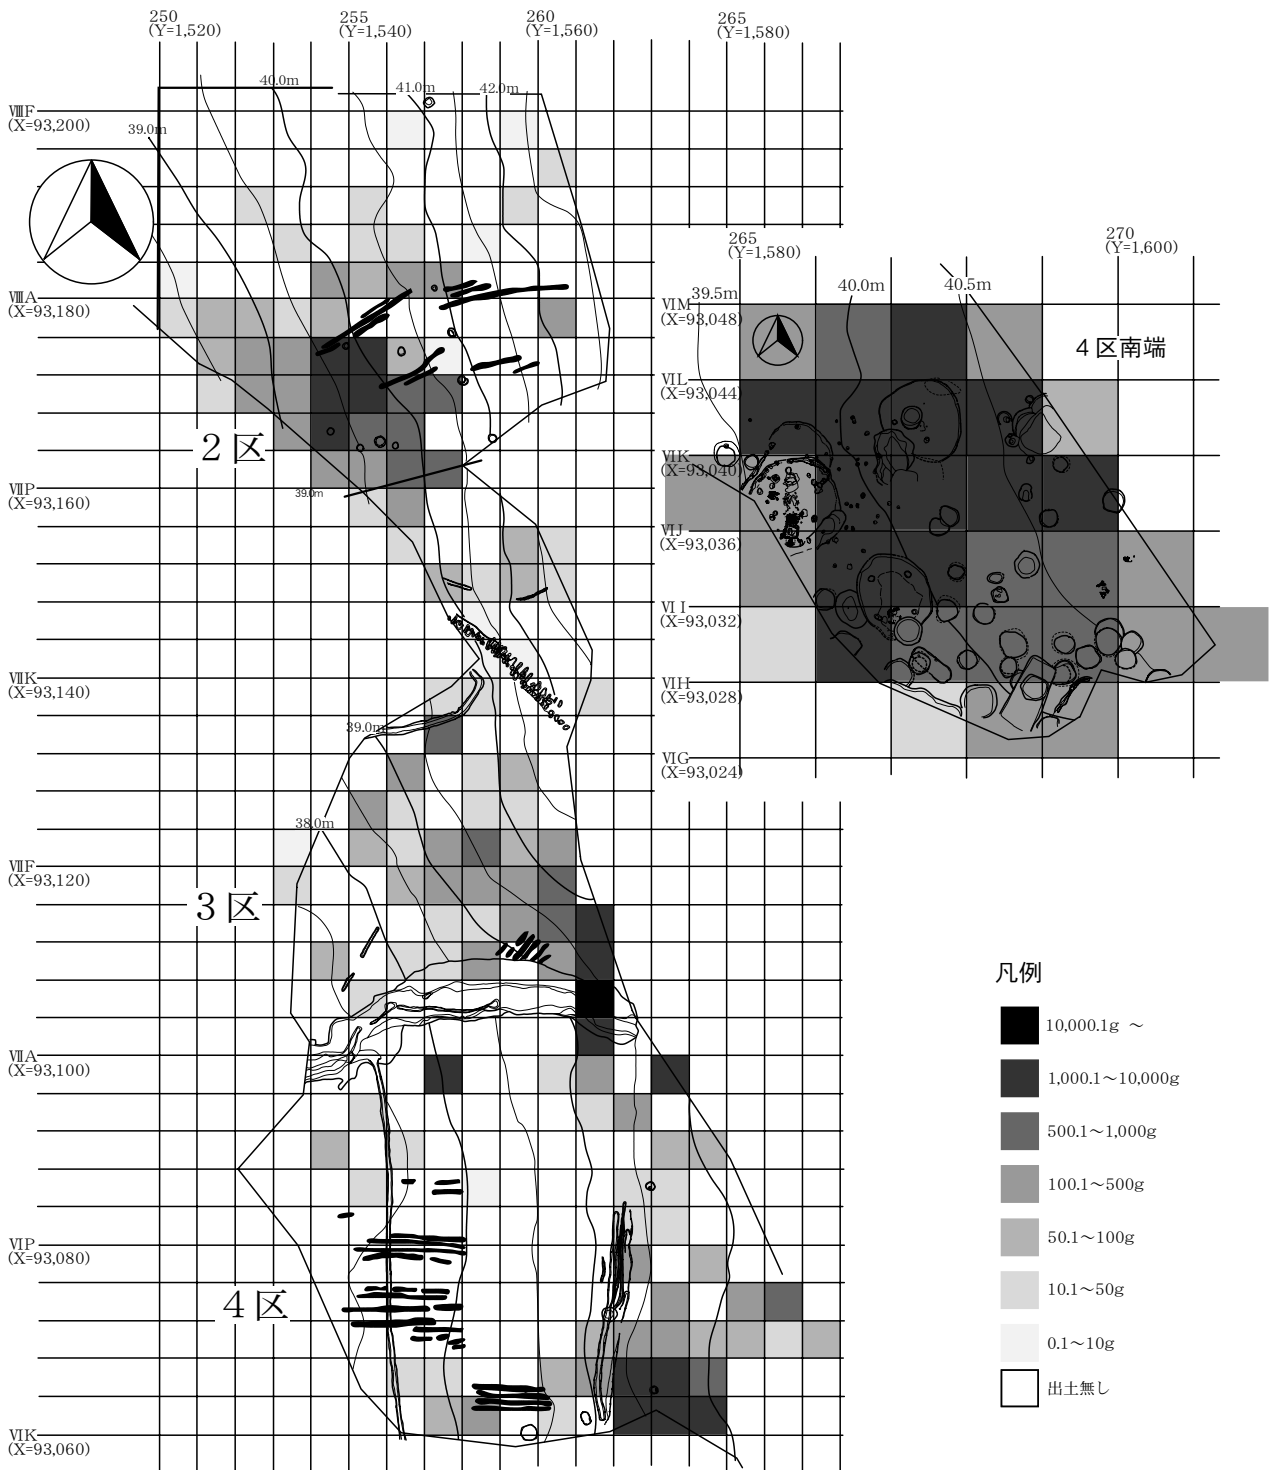 250
(Y=1,520)
255
(Y=1,540)
260
(Y=1,560)
265
(Y=1,580)
40.0m
41.0m
42.0m
ⅧF
(X=93,200)
39.0m
265
(Y=1,580)
270
(Y=1,600)
ⅧA
(X=93,180)
39.5m
40.0m
40.5m
ⅥM
(X=93,048)
4区南端
ⅥL
(X=93,044)
2区
ⅥK
(X=93,040)
ⅦP
(X=93,160)
39.0m
ⅥJ
(X=93,036)
ⅥI
(X=93,032)
ⅦK
(X=93,140)
ⅥH
(X=93,028)
39.0m
ⅥG
(X=93,024)
38.0m
ⅦF
(X=93,120)
3区
凡例
10,000.1g ～
ⅦA
(X=93,100)
1,000.1～10,000g
500.1～1,000g
100.1～500g
ⅥP
(X=93,080)
50.1～100g
4区
10.1～50g
0.1～10g
出土無し
ⅥK
(X=93,060)